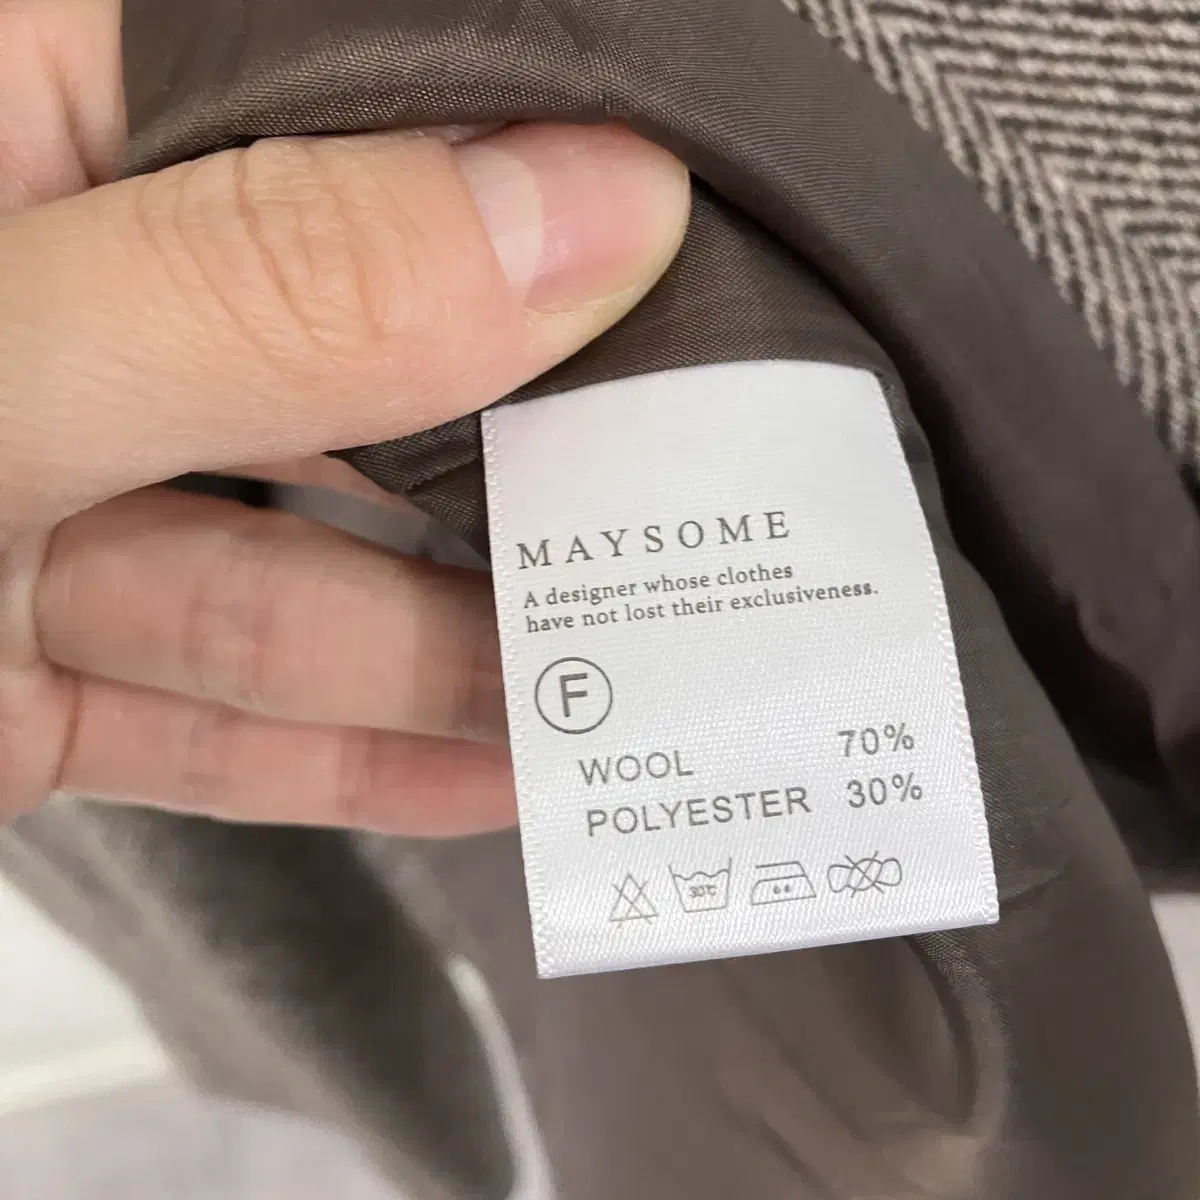 MAYSOME
A designer whose clothes
have not lost their exclusiveness.
F
WOOL 70%
POLYESTER 30%
30℃